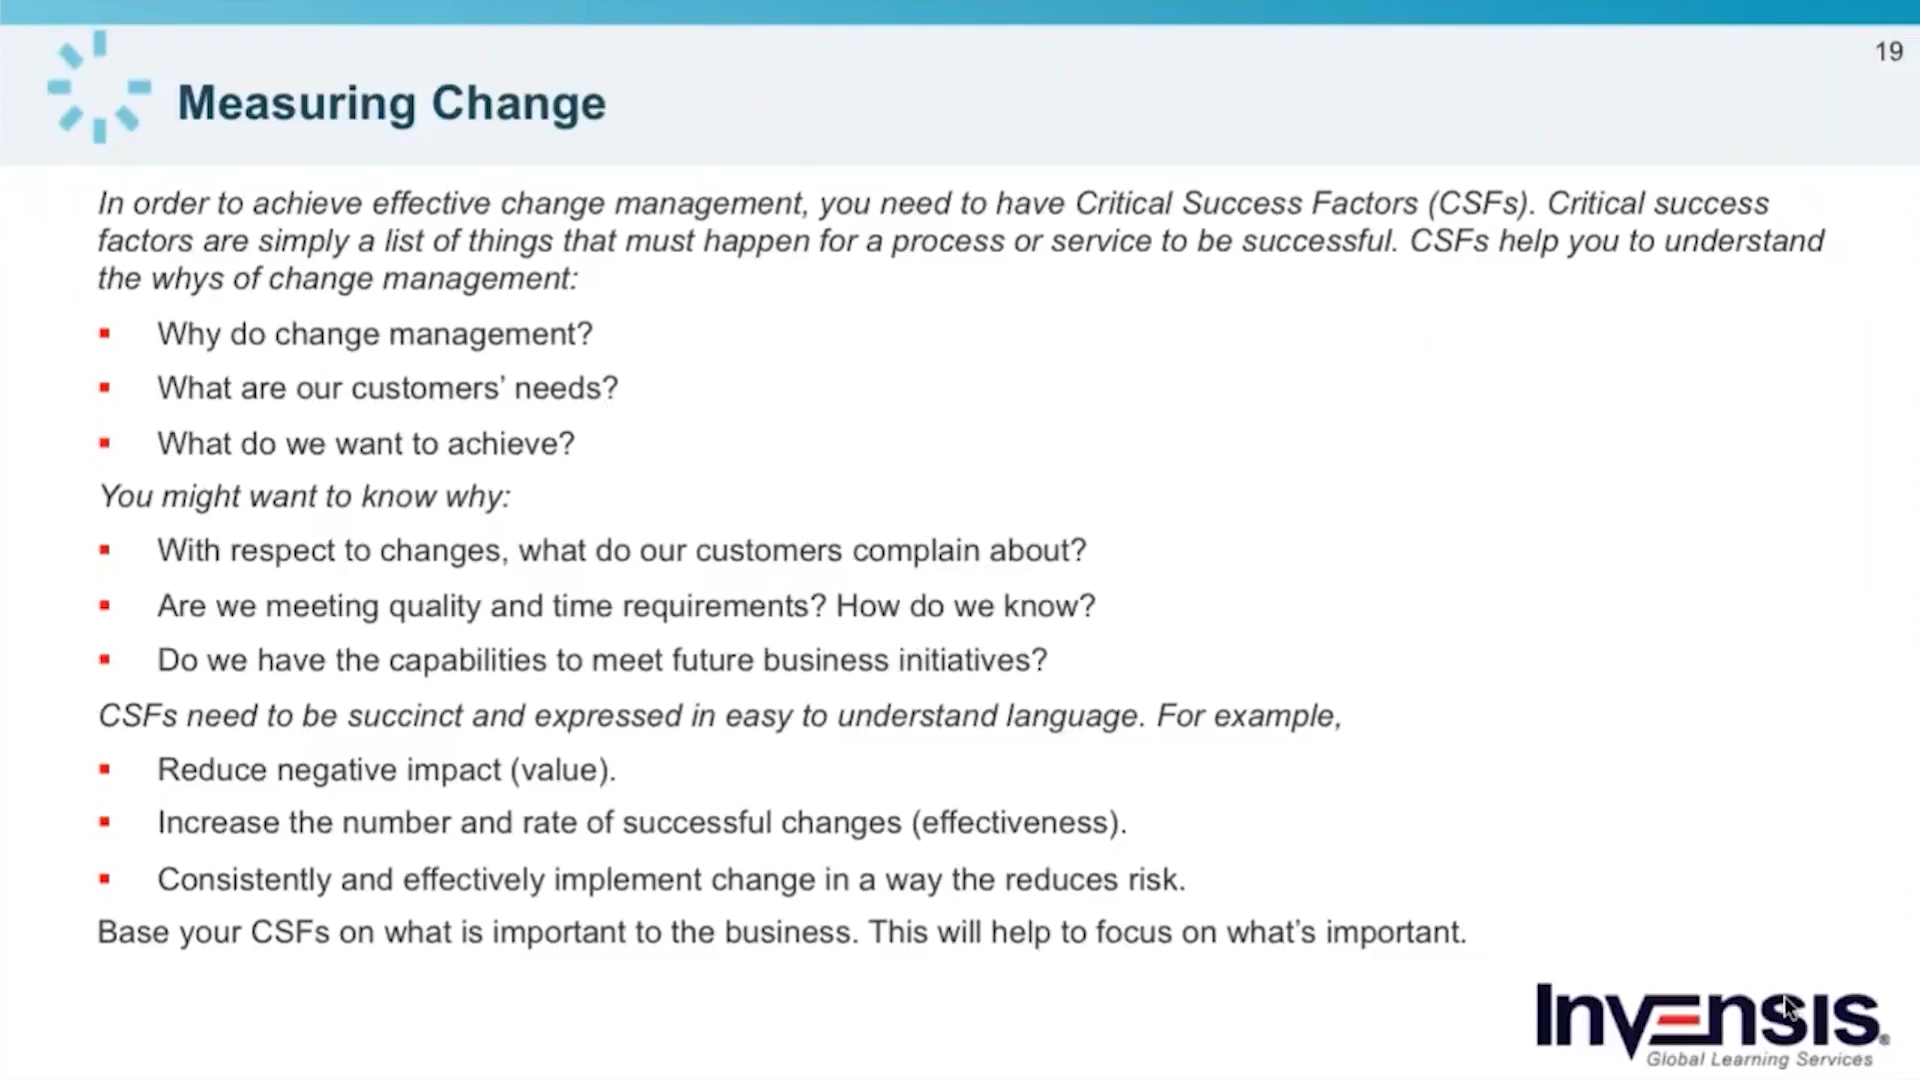 19
Measuring Change
In order to achieve effective change management, you need to have Critical Success Factors (CSFs). Critical success
factors are simply a list of things that must happen for a process or service to be successful. CSFs help you to understand
the whys of change management:
▪ Why do change management?
▪ What are our customers’ needs?
▪ What do we want to achieve?
You might want to know why:
▪ With respect to changes, what do our customers complain about?
▪ Are we meeting quality and time requirements? How do we know?
▪ Do we have the capabilities to meet future business initiatives?
CSFs need to be succinct and expressed in easy to understand language. For example,
▪ Reduce negative impact (value).
▪ Increase the number and rate of successful changes (effectiveness).
▪ Consistently and effectively implement change in a way the reduces risk.
Base your CSFs on what is important to the business. This will help to focus on what’s important.
Invensis®
Global Learning Services